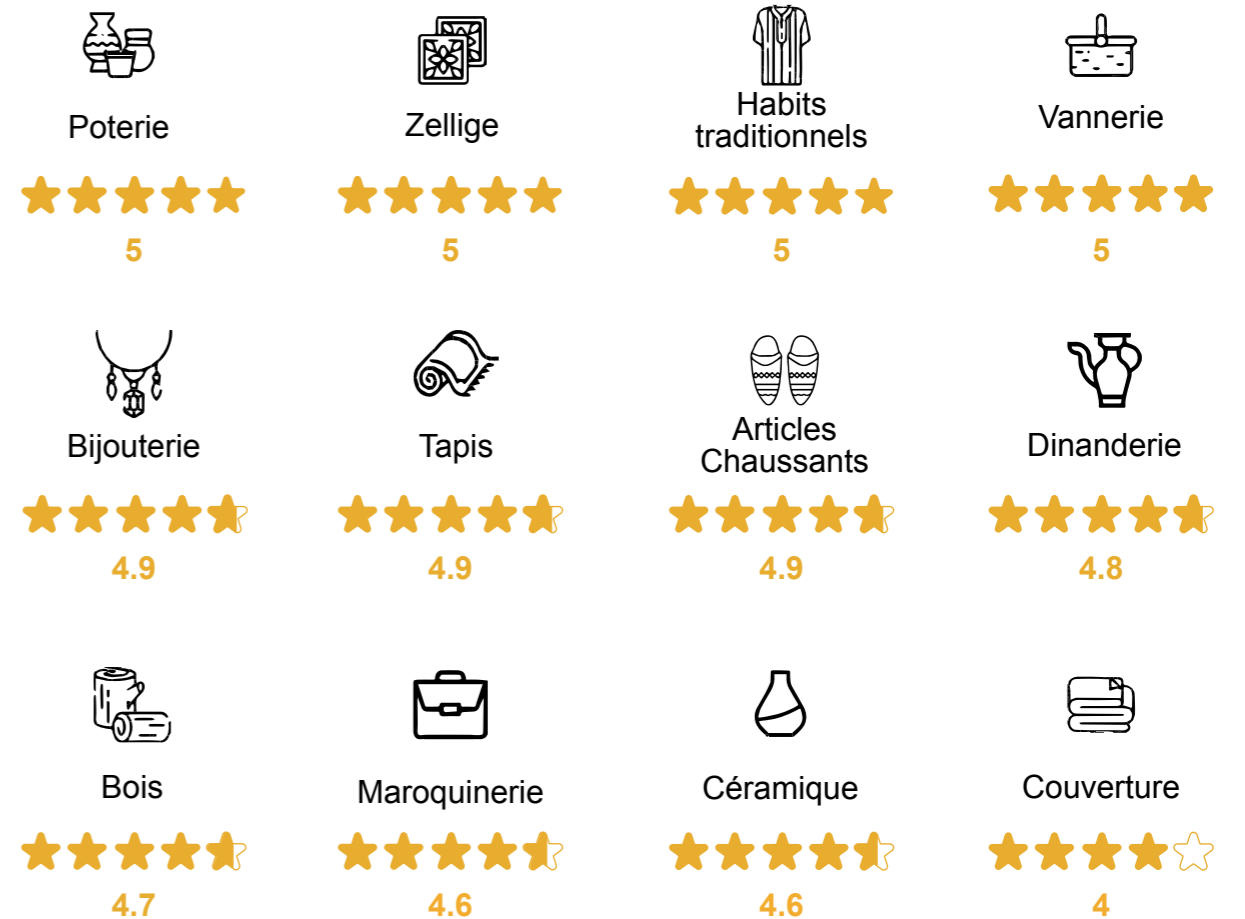 Poterie
Zellige
Habits
traditionnels
Vannerie
5
5
5
5
Bijouterie
Tapis
Articles
Chaussants
Dinanderie
4.9
4.9
4.9
4.8
Bois
Maroquinerie
Céramique
Couverture
4.7
4.6
4.6
4